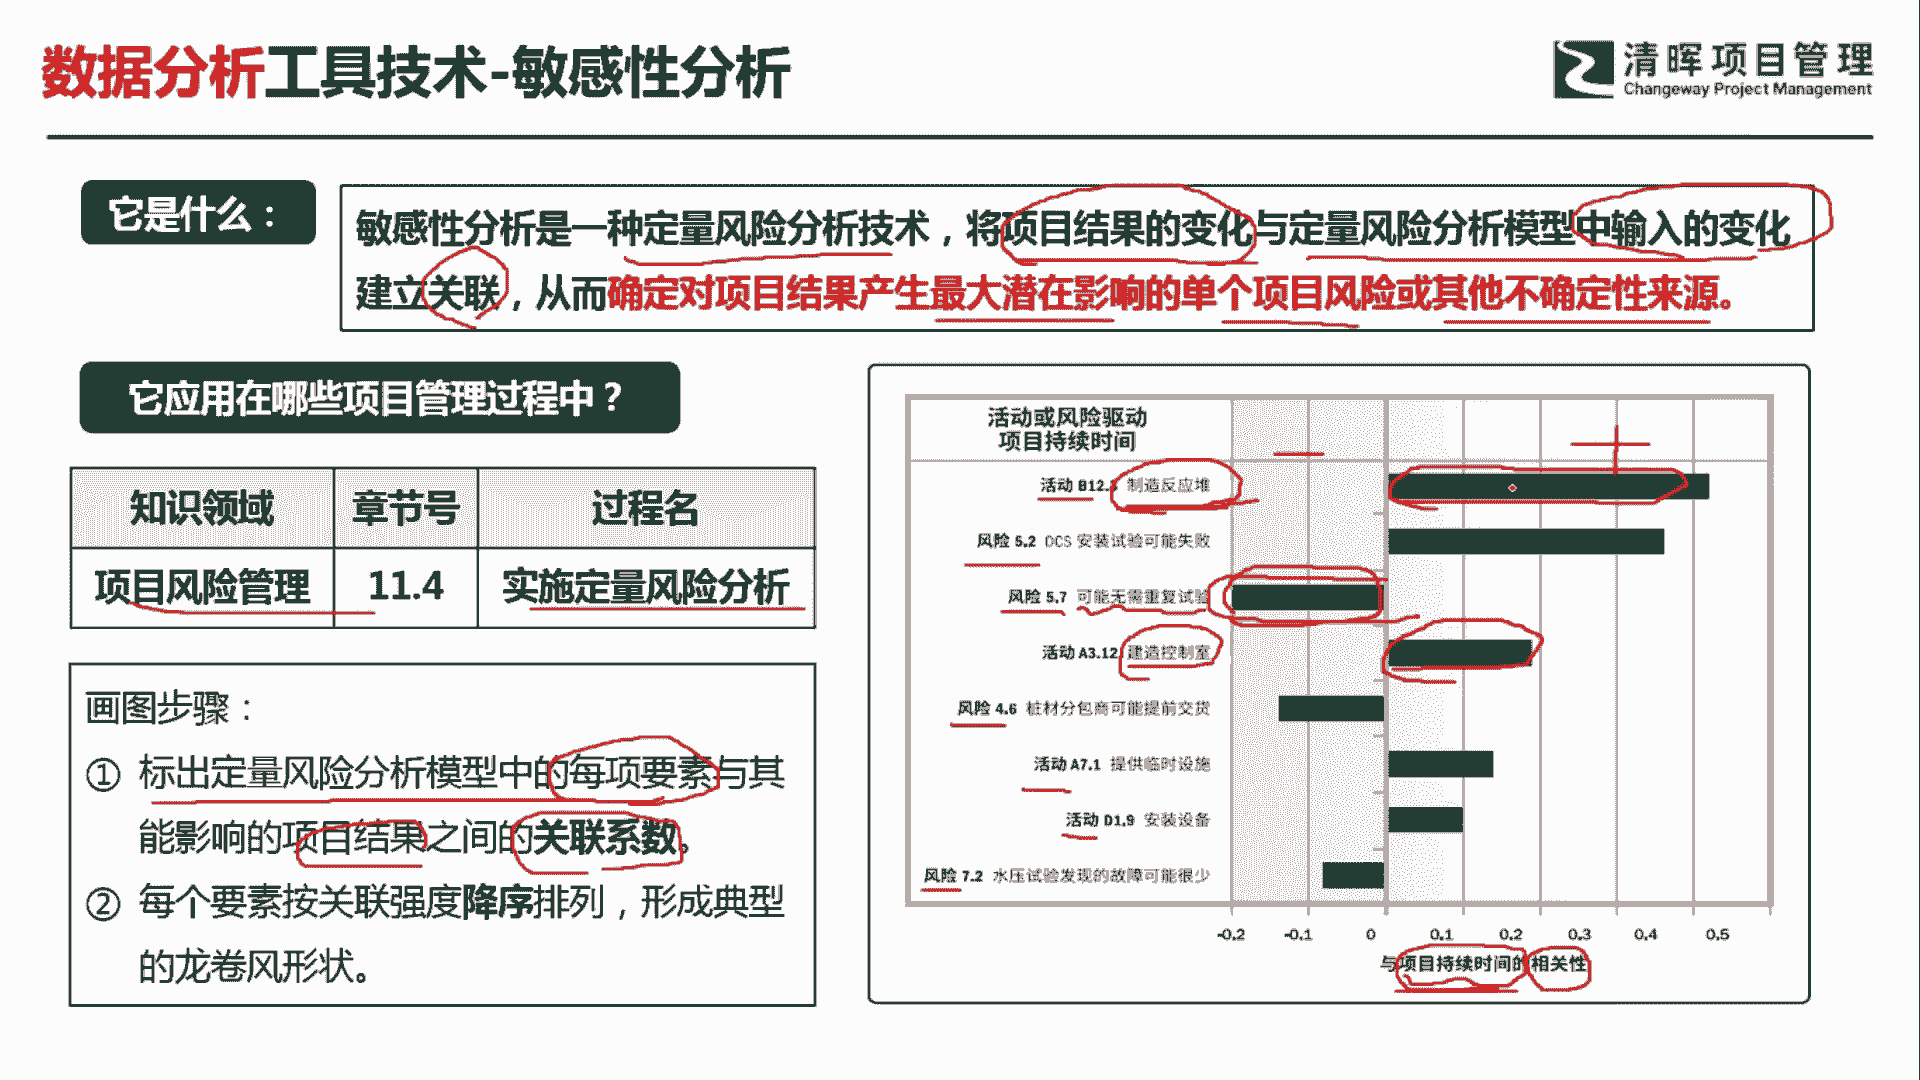 数据分析工具技术-敏感性分析
清晖项目管理
Changeway Project Management
它是什么：
敏感性分析是一种定量风险分析技术，将项目结果的变化与定量风险分析模型中输入的变化
建立关联，从而确定对项目结果产生最大潜在影响的单个项目风险或其他不确定性来源。
它应用在哪些项目管理过程中？
知识领域 章节号 过程名
项目风险管理 11.4 实施定量风险分析
画图步骤：
① 标出定量风险分析模型中的每项要素与其
能影响的项目结果之间的关联系数。
② 每个要素按关联强度降序排列，形成典型
的龙卷风形状。
活动或风险驱动
项目持续时间
活动 B12. 制造反应堆
风险 5.2 DCS 安装试验可能失败
风险 5.7 可能无需重复试验
活动 A3.12 建造控制室
风险 4.6 桩材分包商可能提前交货
活动 A7.1 提供临时设施
活动 D1.9 安装设备
风险 7.2 水压试验发现的故障可能很少
-0.2 -0.1 0 0.1 0.2 0.3 0.4 0.5
与项目持续时间的相关性